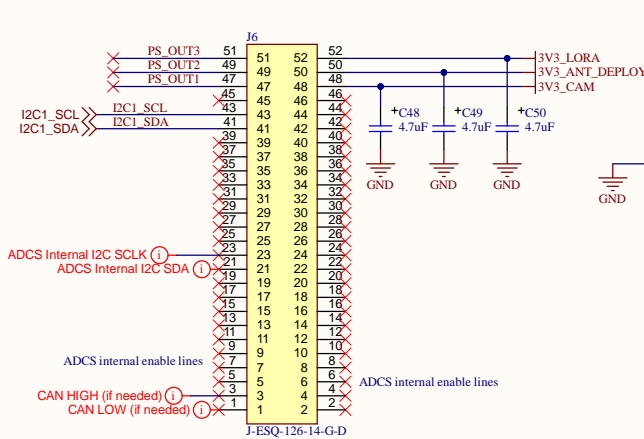 J6
PS_OUT3 51 51 52 52 3V3_LORA
PS_OUT2 49 49 50 50 3V3_ANT_DEPLOY
PS_OUT1 47 47 48 48 3V3_CAM
45 45 46 46
I2C1_SCL I2C1_SCL 43 43 44 44 +C48 +C49 +C50
I2C1_SDA I2C1_SDA 41 41 42 42 4.7uF 4.7uF 4.7uF
39 39 40 40
37 37 38 38
35 35 36 36
33 33 34 34 GND GND GND
31 31 32 32 GND
29 29 30 30
27 27 28 28
25 25 26 26
ADCS Internal I2C SCLK i 23 23 24 24
ADCS Internal I2C SDA i 21 21 22 22
19 19 20 20
17 17 18 18
15 15 16 16
13 13 14 14
11 11 12 12
9 9 10 10
ADCS internal enable lines 7 7 8 8
5 5 6 6 ADCS internal enable lines
CAN HIGH (if needed) i 3 3 4 4
CAN LOW (if needed) i 1 1 2 2
J-ESQ-126-14-G-D